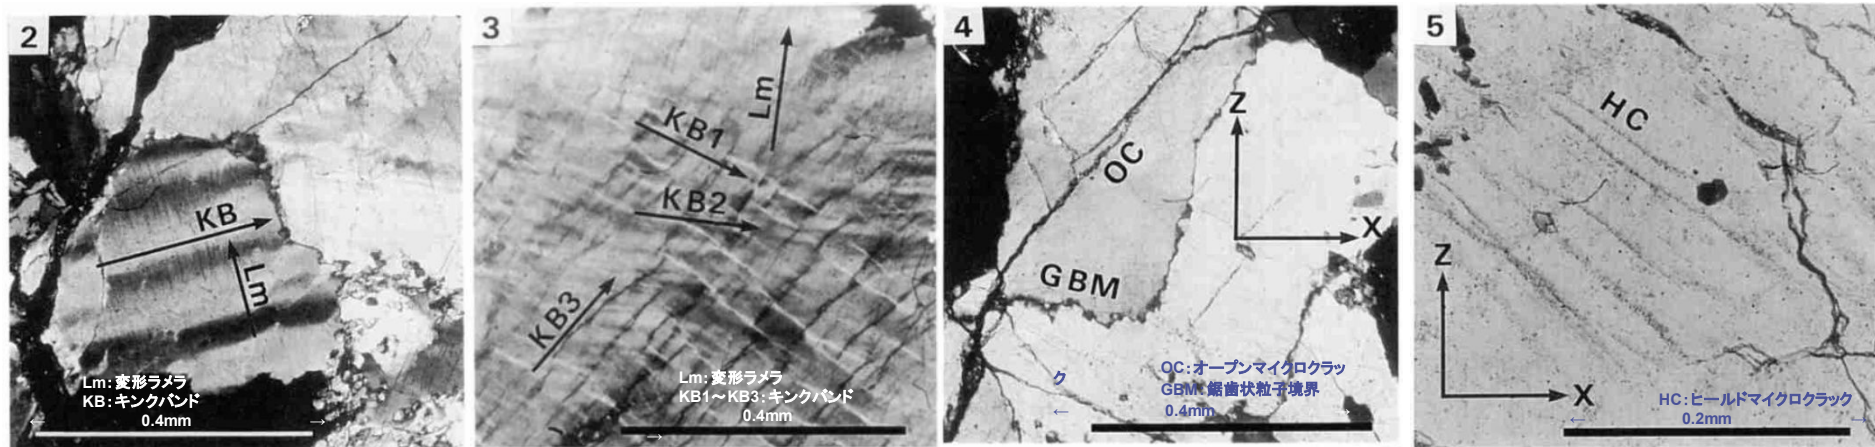 2
KB
Lm
Lm：変形ラメラ
KB：キンクバンド
0.4mm
3
Lm
KB1
KB2
KB3
Lm：変形ラメラ
KB1～KB3：キンクバンド
0.4mm
4
Z
X
OC
GBM
OC：オープンマイクロクラッ
ク
GBM：鋸歯状粒子境界
0.4mm
5
HC
Z
X
HC：ヒールドマイクロクラック
0.2mm